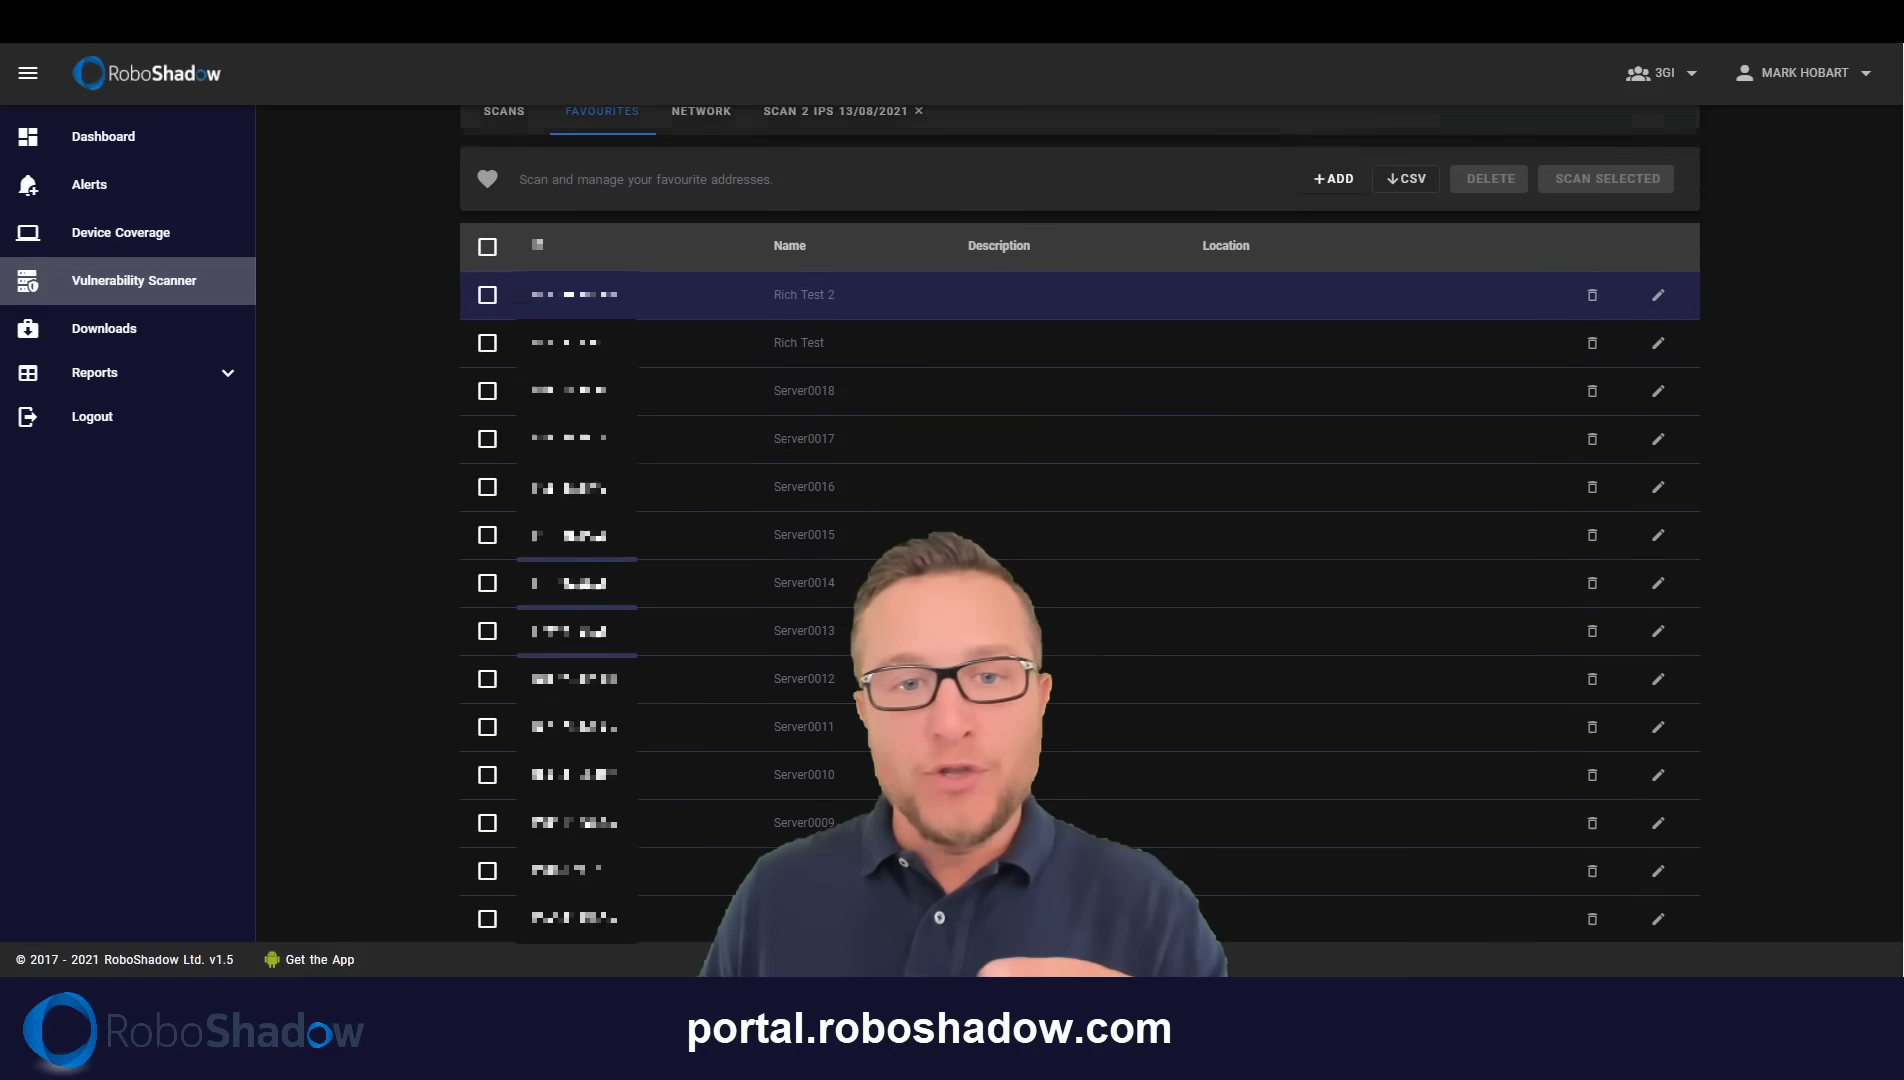 RoboShadow
3GI
MARK HOBART
SCANS
FAVOURITES
NETWORK
SCAN 2 IPS 13/08/2021 ×
Dashboard
Alerts
Device Coverage
Vulnerability Scanner
Downloads
Reports
Logout
Scan and manage your favourite addresses.
+ADD
CSV
DELETE
SCAN SELECTED
Name
Description
Location
Rich Test 2
Rich Test
Server0018
Server0017
Server0016
Server0015
Server0014
Server0013
Server0012
Server0011
Server0010
Server0009
© 2017 - 2021 RoboShadow Ltd. v1.5
Get the App
RoboShadow
portal.roboshadow.com